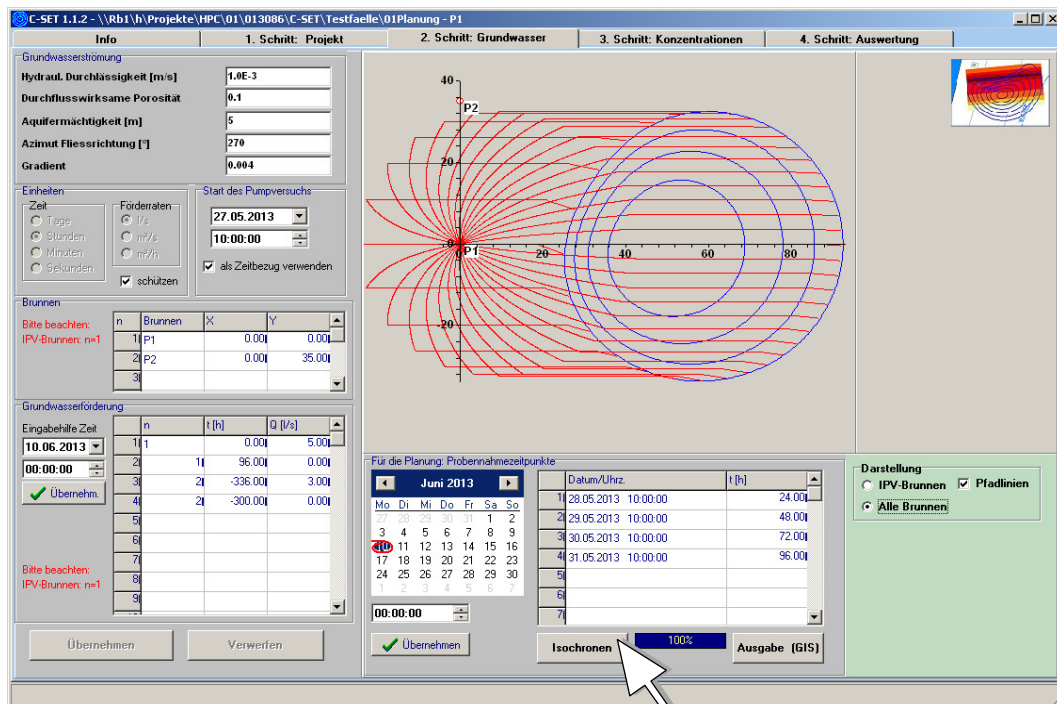 C-SET 1.1.2 - \\Rb1\h\Projekte\HPC\01\013086\C-SET\Testfaelle\01Planung - P1
Info 1. Schritt: Projekt 2. Schritt: Grundwasser 3. Schritt: Konzentrationen 4. Schritt: Auswertung
Grundwasserströmung
Hydraul. Durchlässigkeit [m/s] 1.0E-3
Durchflusswirksame Porosität 0.1
Aquifermächtigkeit [m] 5
Azimut Fliessrichtung [°] 270
Gradient 0.004
Einheiten
Zeit
Tage
Stunden
Minuten
Sekunden
Förderraten
l/s
m³/s
m³/h
schützen
Start des Pumpversuchs
27.05.2013
10:00:00
als Zeitbezug verwenden
Brunnen
Bitte beachten:
IPV-Brunnen: n=1
n Brunnen X Y
1 P1 0.00 0.00
2 P2 0.00 35.00
3
Grundwasserförderung
Eingabehilfe Zeit
10.06.2013
00:00:00
Übernehm.
Bitte beachten:
IPV-Brunnen: n=1
n t [h] Q [l/s]
1 1 0.00 5.00
2 1 96.00 0.00
3 2 -336.00 3.00
4 2 -300.00 0.00
5
6
7
8
9
Übernehmen Verwerfen
40
P2
20
0 P1 20 40 60 80
0
-20
Für die Planung: Probennahmezeitpunkte
Juni 2013
Mo Di Mi Do Fr Sa So
27 28 29 30 31 1 2
3 4 5 6 7 8 9
10 11 12 13 14 15 16
17 18 19 20 21 22 23
24 25 26 27 28 29 30
1 2 3 4 5 6 7
00:00:00
Übernehmen
Datum/Uhrz. t [h]
1 28.05.2013 10:00:00 24.00
2 29.05.2013 10:00:00 48.00
3 30.05.2013 10:00:00 72.00
4 31.05.2013 10:00:00 96.00
5
6
7
Isochronen 100% Ausgabe (GIS)
Darstellung
IPV-Brunnen Pfadlinien
Alle Brunnen